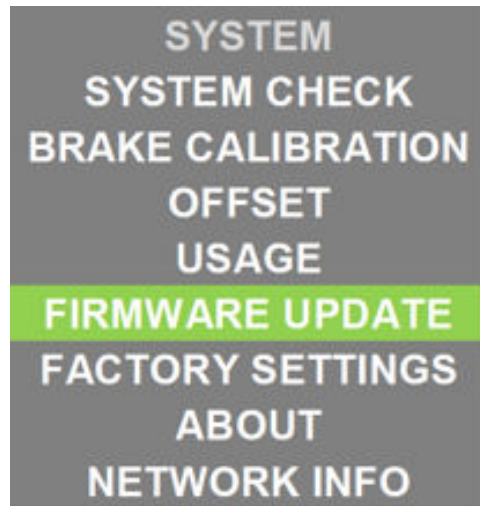 SYSTEM
SYSTEM CHECK
BRAKE CALIBRATION
OFFSET
USAGE
FIRMWARE UPDATE
FACTORY SETTINGS
ABOUT
NETWORK INFO